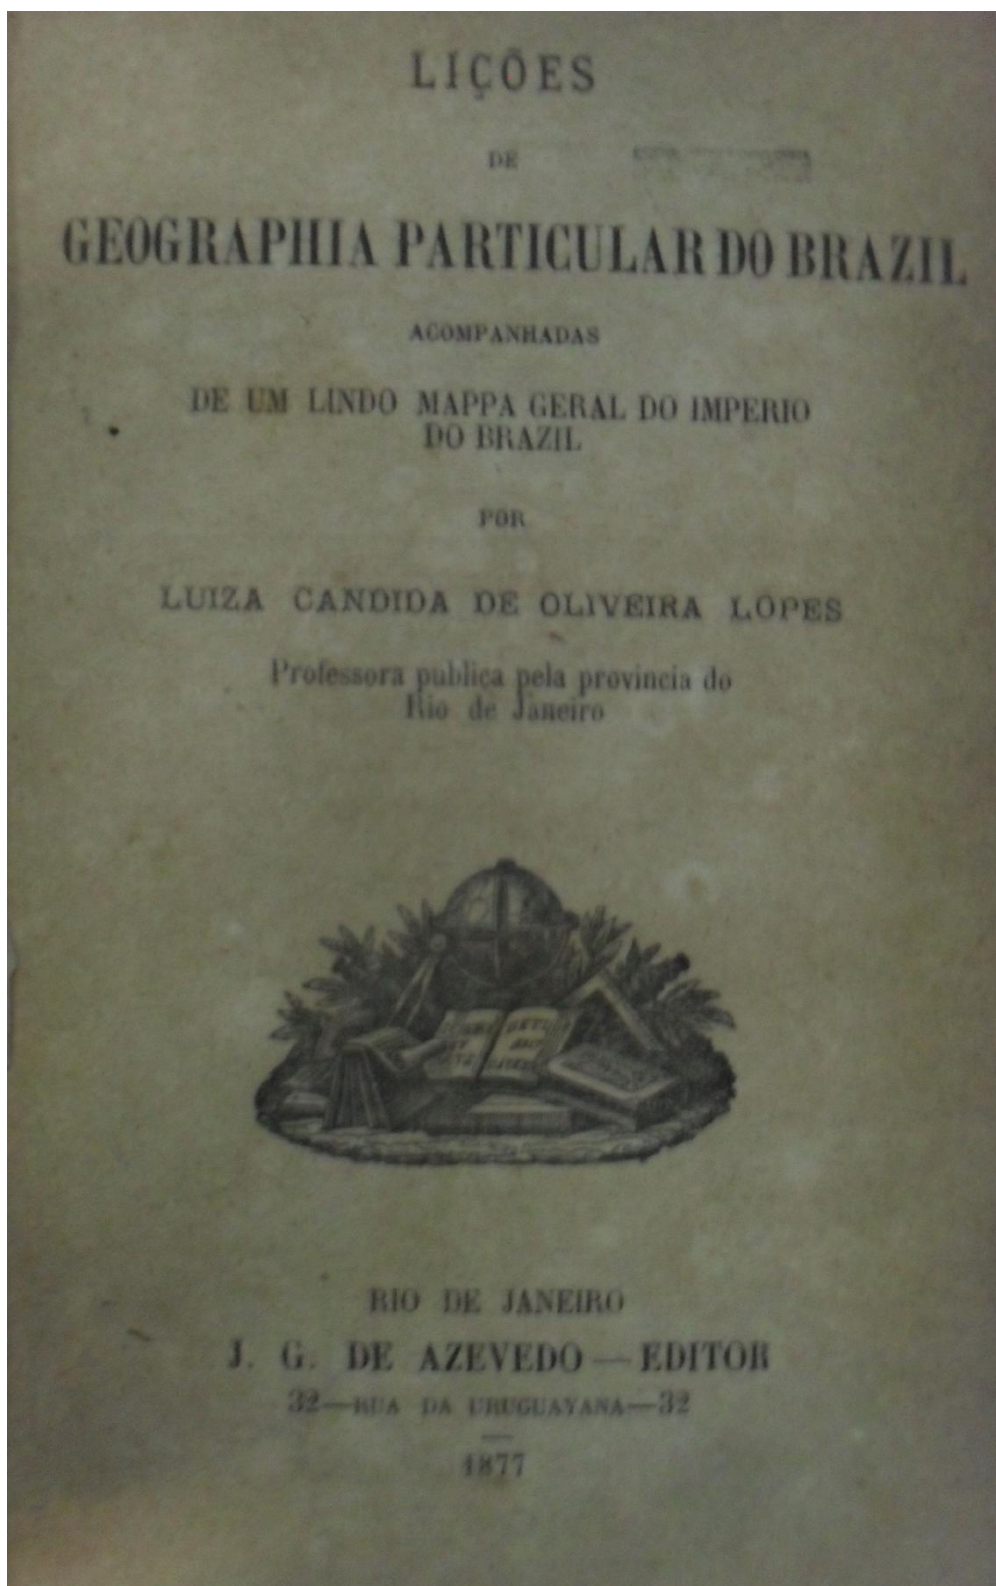 LIÇÕES
DE
GEOGRAPHIA PARTICULAR DO BRAZIL
ACOMPANHADAS
DE UM LINDO MAPPA GERAL DO IMPERIO
DO BRAZIL
POR
LUIZA CANDIDA DE OLIVEIRA LOPES
Professora publica pela provincia do
Rio de Janeiro
RIO DE JANEIRO
J. G. DE AZEVEDO — EDITOR
32—RUA DA URUGUAYANA—32
1877